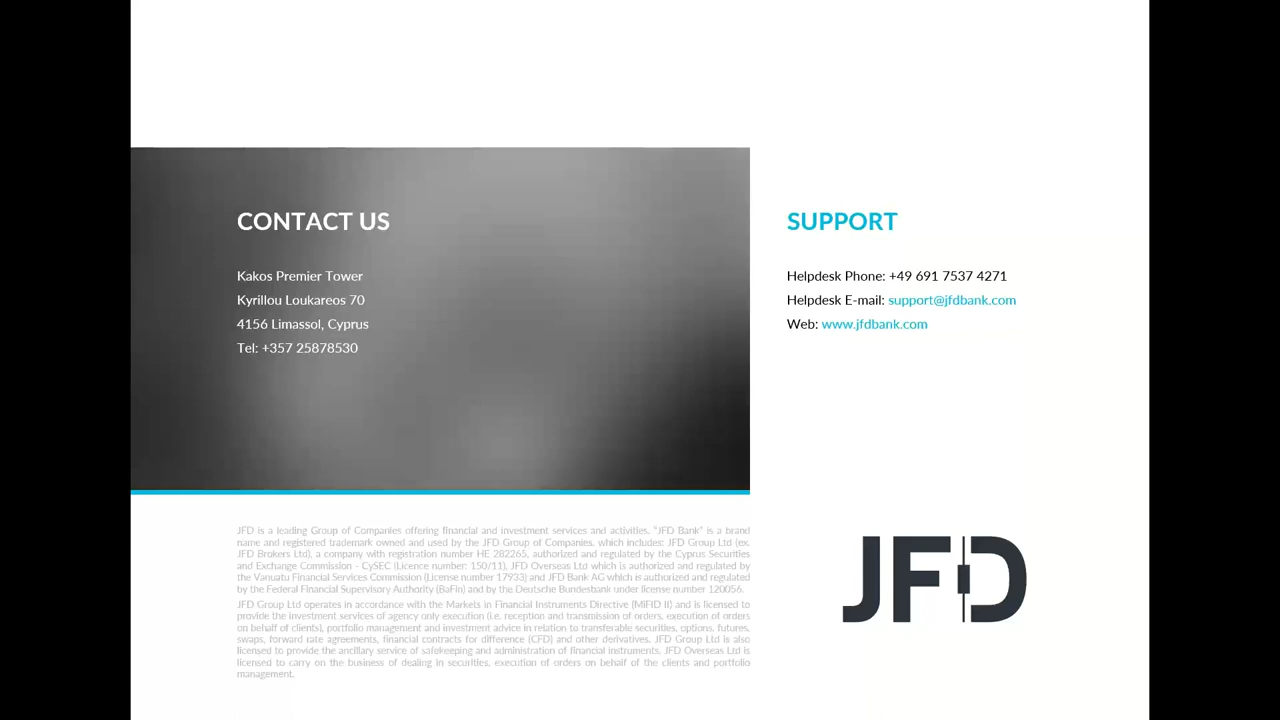 CONTACT US
Kakos Premier Tower
Kyrillou Loukareos 70
4156 Limassol, Cyprus
Tel: +357 25878530
SUPPORT
Helpdesk Phone: +49 691 7537 4271
Helpdesk E-mail: support@jfdbank.com
Web: www.jfdbank.com
JFD is a leading Group of Companies offering financial and investment services and activities. "JFD Bank" is a brand
name and registered trademark owned and used by the JFD Group of Companies, which includes: JFD Group Ltd (ex.
JFD Brokers Ltd), a company with registration number HE 282265, authorized and regulated by the Cyprus Securities
and Exchange Commission - CySEC (Licence number: 150/11), JFD Overseas Ltd which is authorized and regulated by
the Vanuatu Financial Services Commission (License number 17933) and JFD Bank AG which is authorized and regulated
by the Federal Financial Supervisory Authority (BaFin) and by the Deutsche Bundesbank under license number 120056.
JFD Group Ltd operates in accordance with the Markets in Financial Instruments Directive (MiFID II) and is licensed to
provide the investment services of agency only execution (i.e. reception and transmission of orders, execution of orders
on behalf of clients), portfolio management and investment advice in relation to transferable securities, options, futures,
swaps, forward rate agreements, financial contracts for difference (CFD) and other derivatives. JFD Group Ltd is also
licensed to provide the ancillary service of safekeeping and administration of financial instruments. JFD Overseas Ltd is
licensed to carry on the business of dealing in securities, execution of orders on behalf of the clients and portfolio
management.
JFD